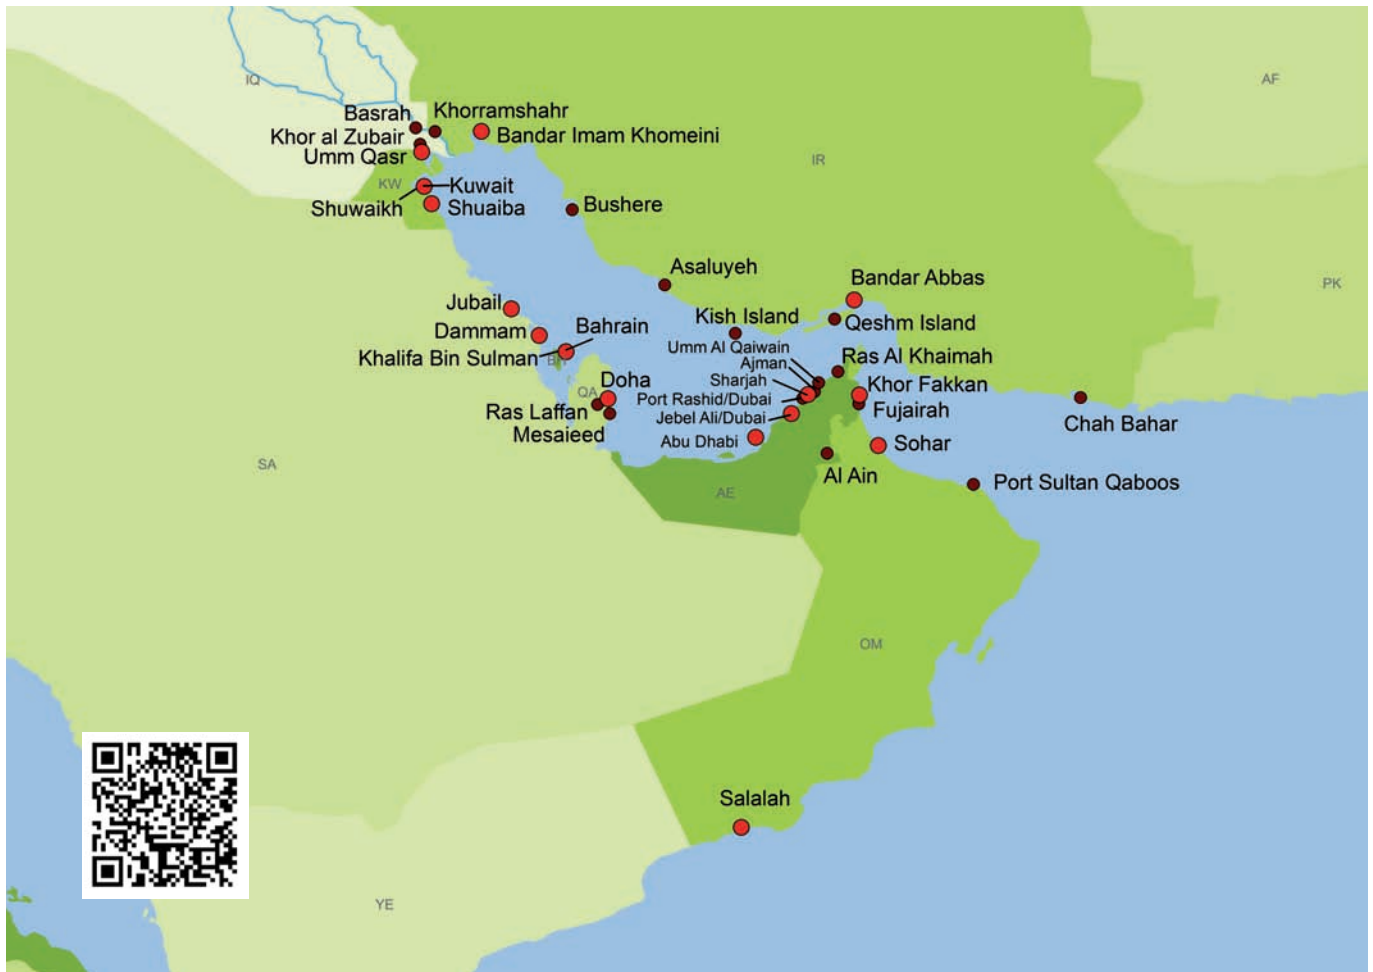 IQ
AF
Basrah
Khorramshahr
Khor al Zubair
Bandar Imam Khomeini
Umm Qasr
IR
KW
Kuwait
Shuwaikh
Shuaiba
Bushere
Asaluyeh
Bandar Abbas
PK
Jubail
Kish Island
Qeshm Island
Dammam
Bahrain
Umm Al Qaiwain
Khalifa Bin Sulman
BH
Ajman
Ras Al Khaimah
Doha
Sharjah
Khor Fakkan
QA
Port Rashid/Dubai
Ras Laffan
Fujairah
Jebel Ali/Dubai
Chah Bahar
Mesaieed
Abu Dhabi
Sohar
SA
Al Ain
Port Sultan Qaboos
AE
OM
Salalah
YE